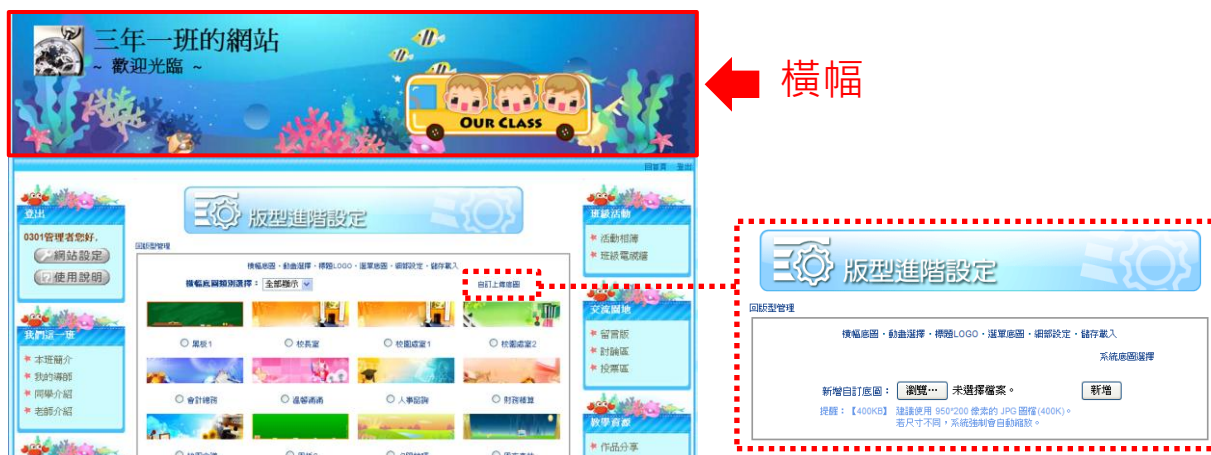 三年一班的網站
~ 歡迎光臨 ~
OUR CLASS
橫幅
回首頁 登出
登出
0301管理者您好.
網站設定
使用說明
我們這一班
本班簡介
我的導師
同學介紹
老師介紹
版型進階設定
回版型管理
橫幅底圖・動畫選擇・標題LOGO・選單底圖・細部設定・儲存載入
橫幅底圖類別選擇： 全部顯示
自訂上傳底圖
黑板1 校長室 校園處室1 校園處室2
會計總務 溫馨滿滿 人事諮詢 財務精算
班級活動
活動相簿
班級電視牆
交流園地
留言版
討論區
投票區
教學資源
作品分享
版型進階設定
回版型管理
橫幅底圖・動畫選擇・標題LOGO・選單底圖・細部設定・儲存載入
系統底圖選擇
新增自訂底圖： 瀏覽… 未選擇檔案。 新增
提醒：【400KB】 建議使用 950*200 像素的 JPG 圖檔(400K)。
若尺寸不同，系統強制會自動縮放。